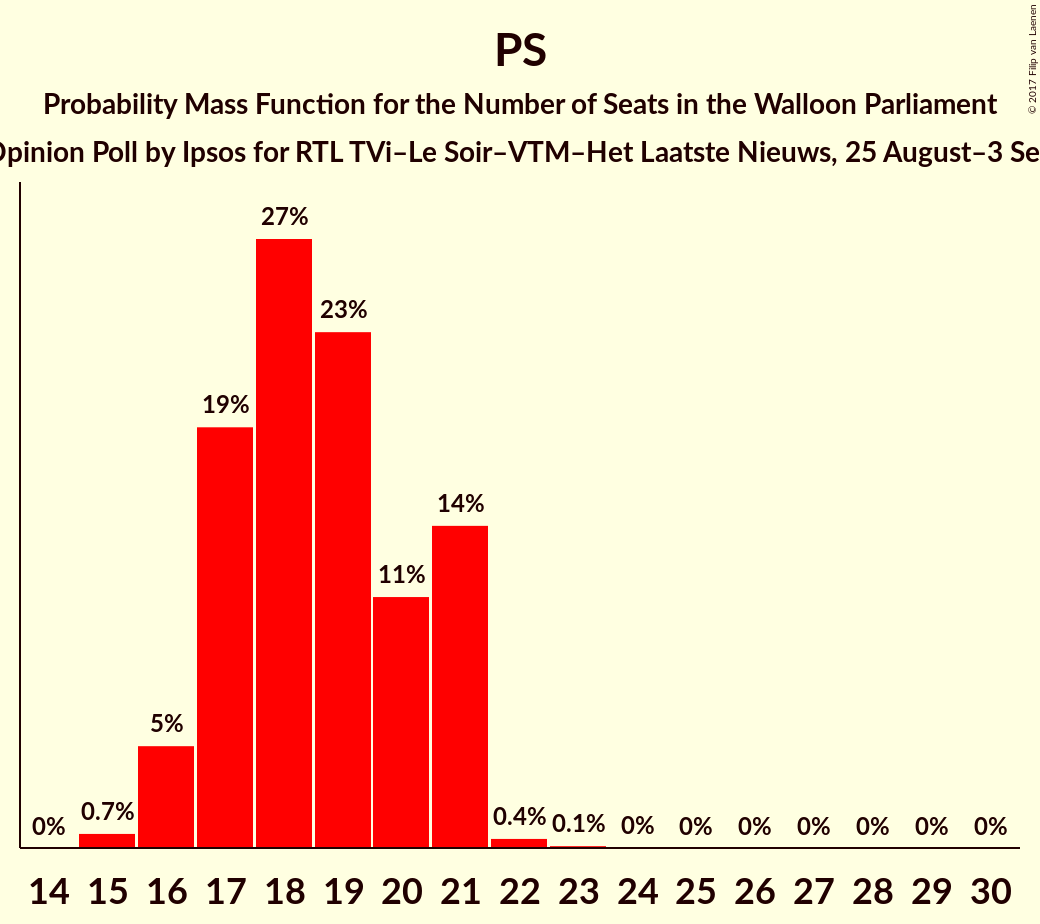 PS
Probability Mass Function for the Number of Seats in the Walloon Parliament
Opinion Poll by Ipsos for RTL TVi–Le Soir–VTM–Het Laatste Nieuws, 25 August–3 Se
© 2017 Filip van Laenen
0% 0.7% 5% 19% 27% 23% 11% 14% 0.4% 0.1% 0% 0% 0% 0% 0% 0% 0%
14 15 16 17 18 19 20 21 22 23 24 25 26 27 28 29 30